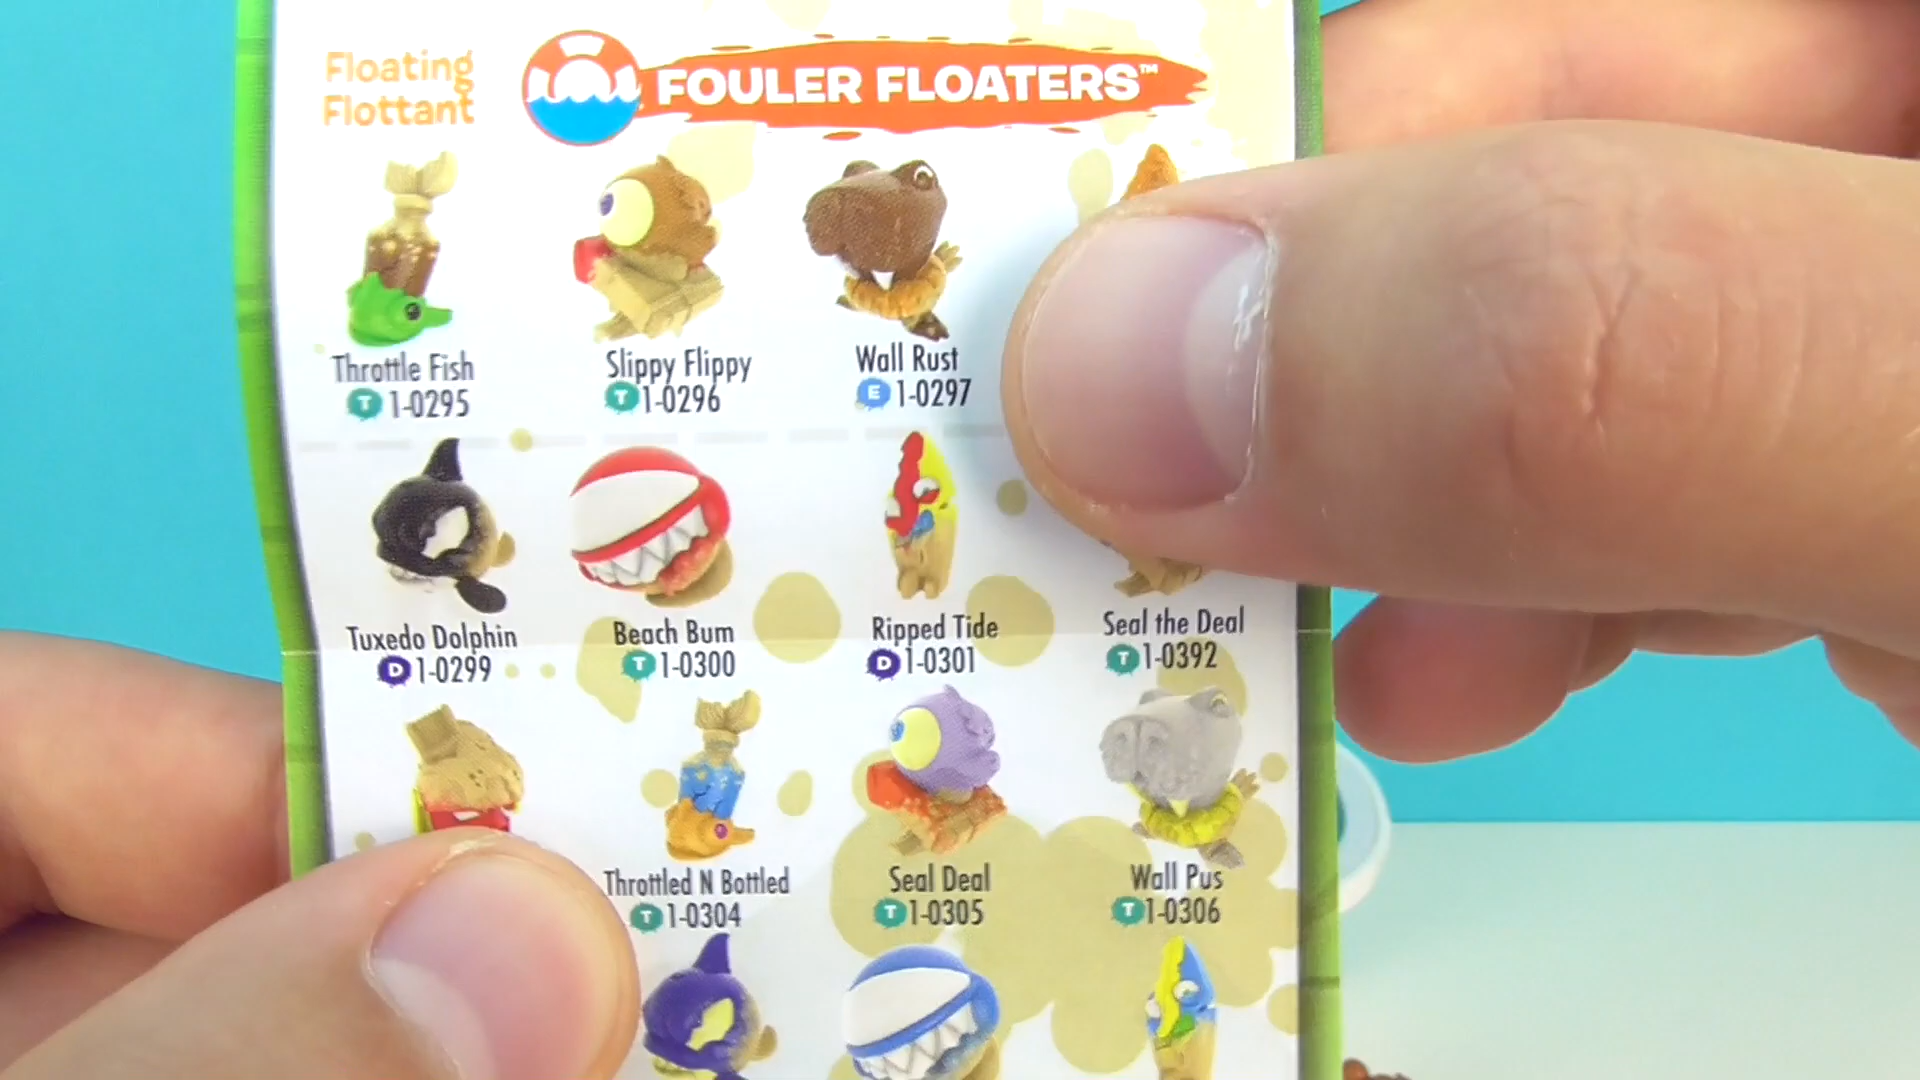 Floating
Flottant
FOULER FLOATERS™
Throttle Fish
T 1-0295
Slippy Flippy
T 1-0296
Wall Rust
E 1-0297
Tuxedo Dolphin
D 1-0299
Beach Bum
T 1-0300
Ripped Tide
D 1-0301
Seal the Deal
T 1-0392
Throttled N Bottled
T 1-0304
Seal Deal
T 1-0305
Wall Pus
T 1-0306